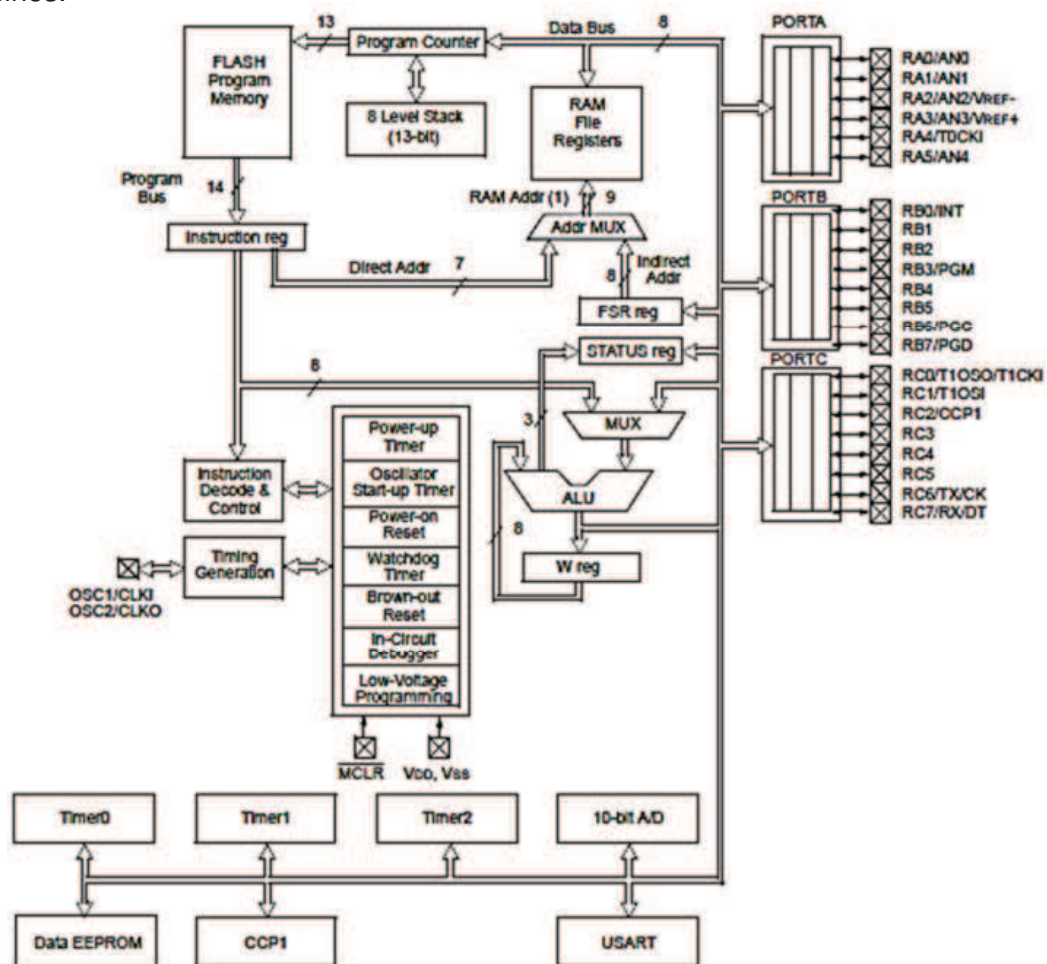 13
Program Counter
Data Bus
8
PORTA
FLASH
Program
Memory
8 Level Stack
(13-bit)
RAM
File
Registers
RA0/AN0
RA1/AN1
RA2/AN2/VREF-
RA3/AN3/VREF+
RA4/T0CKI
RA5/AN4
Program
Bus
14
RAM Addr (1)
9
PORTB
Instruction reg
Addr MUX
Direct Addr
7
8
Indirect
Addr
FSR reg
RB0/INT
RB1
RB2
RB3/PGM
RB4
RB5
RB6/PGC
RB7/PGD
STATUS reg
PORTC
8
3
MUX
RC0/T1OSO/T1CKI
RC1/T1OSI
RC2/CCP1
RC3
RC4
RC5
RC6/TX/CK
RC7/RX/DT
Power-up
Timer
Instruction
Decode &
Control
Oscillator
Start-up Timer
ALU
Power-on
Reset
8
Timing
Generation
Watchdog
Timer
W reg
OSC1/CLKI
OSC2/CLKO
Brown-out
Reset
In-Circuit
Debugger
Low-Voltage
Programming
MCLR
VDD, VSS
Timer0
Timer1
Timer2
10-bit A/D
Data EEPROM
CCP1
USART